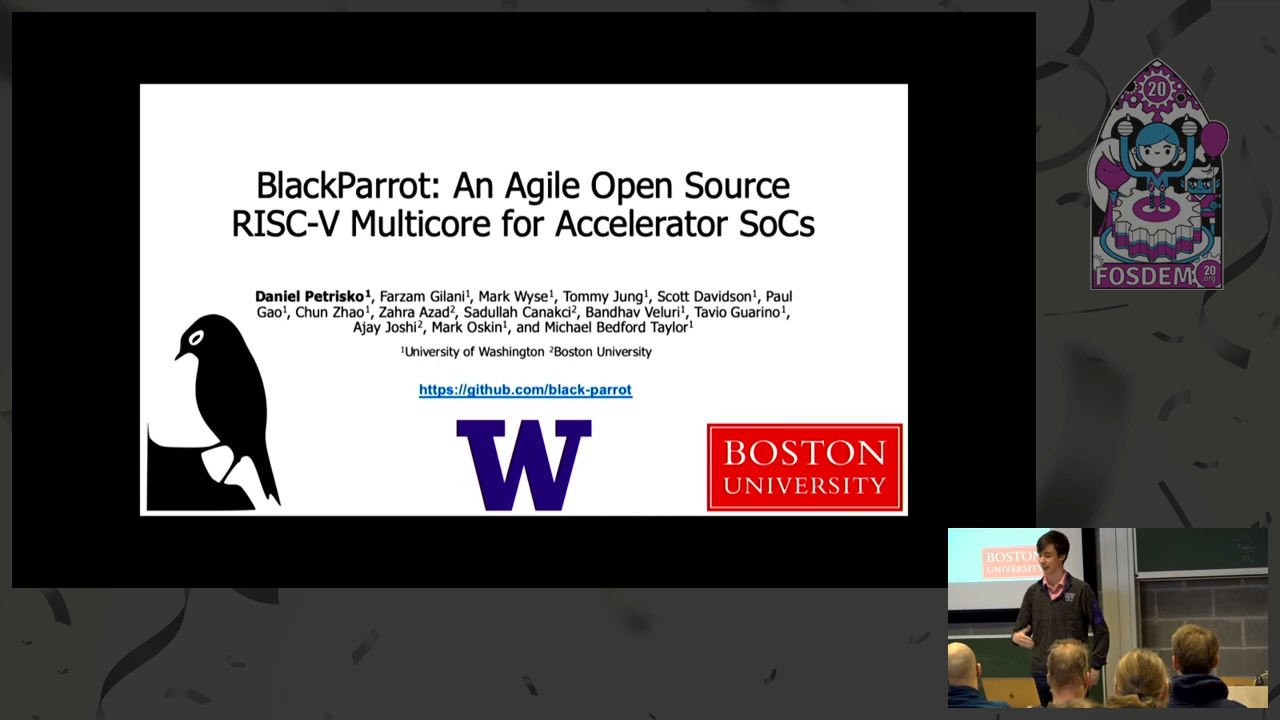 BlackParrot: An Agile Open Source
RISC-V Multicore for Accelerator SoCs
Daniel Petrisko¹, Farzam Gilani¹, Mark Wyse¹, Tommy Jung¹, Scott Davidson¹, Paul
Gao¹, Chun Zhao¹, Zahra Azad², Sadullah Canakci², Bandhav Veluri¹, Tavio Guarino¹,
Ajay Joshi², Mark Oskin¹, and Michael Bedford Taylor¹
¹University of Washington ²Boston University
https://github.com/black-parrot
W
BOSTON
UNIVERSITY
20
FOSDEM
20
.org
BOSTON
UNIVERSITY
W